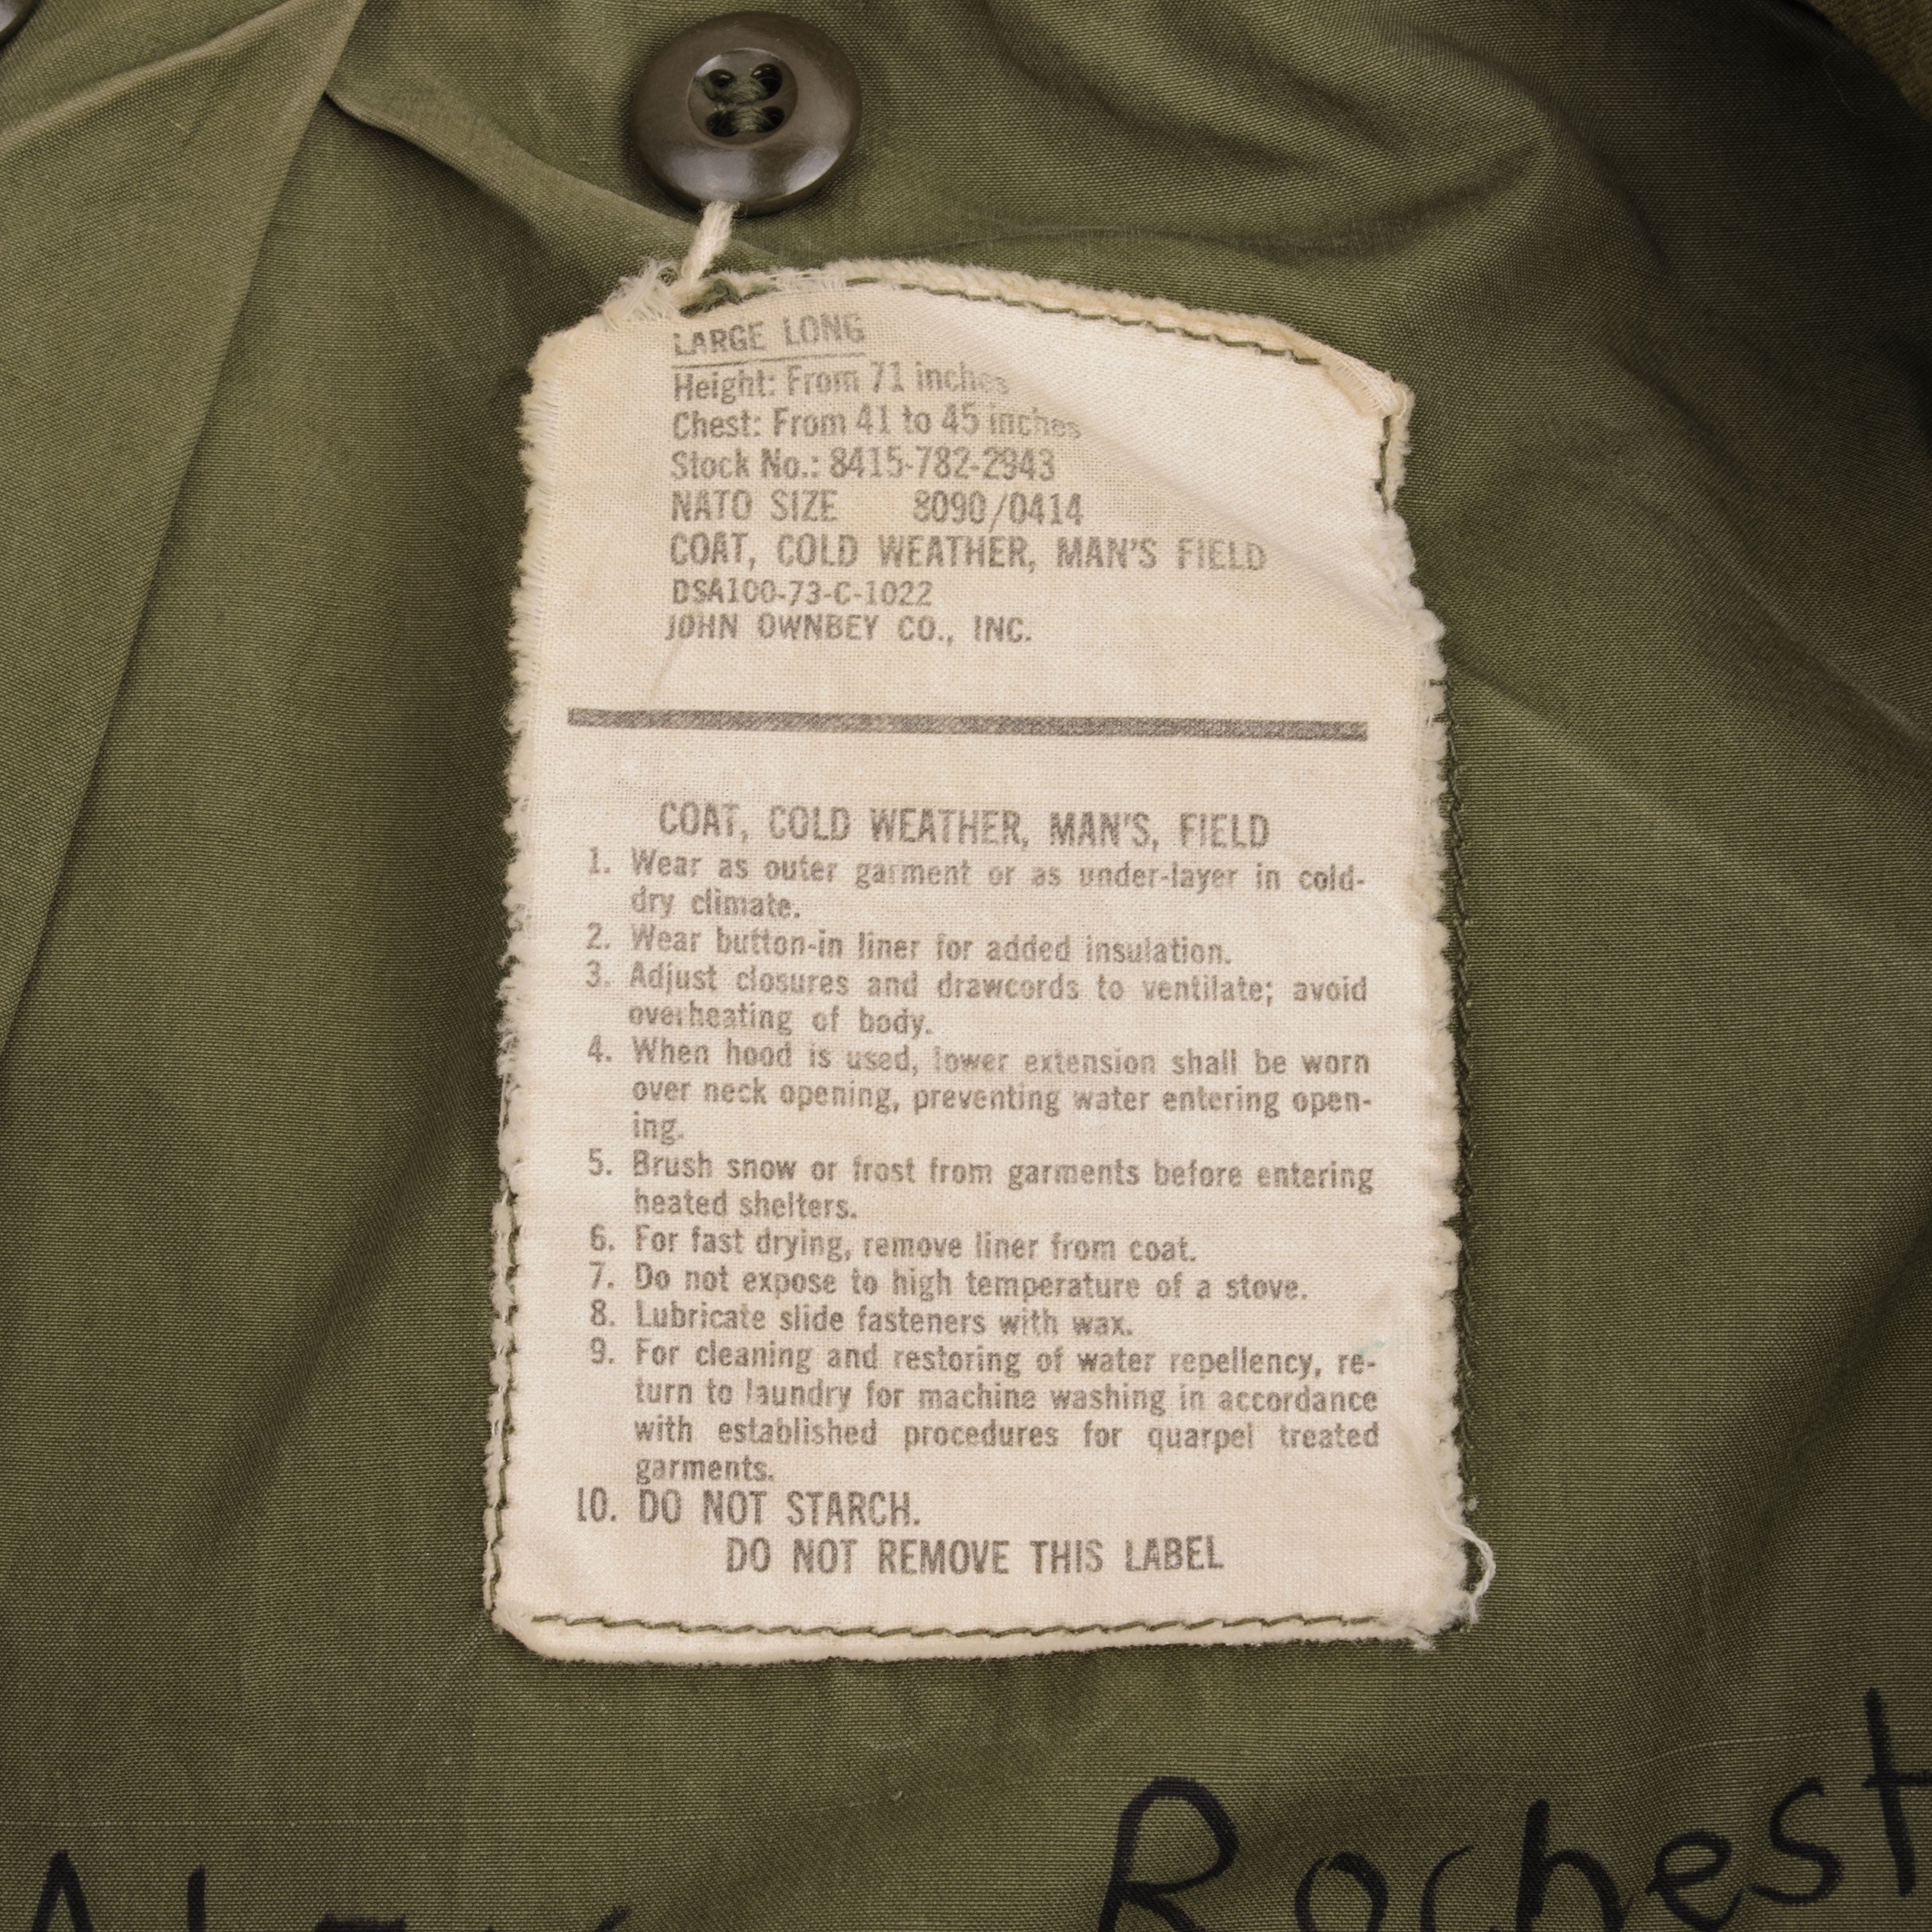 LARGE LONG
Height: From 71 inches
Chest: From 41 to 45 inches
Stock No.: 8415-782-2943
NATO SIZE 8090/0414
COAT, COLD WEATHER, MAN'S FIELD
DSA100-73-C-1022
JOHN OWNBEY CO., INC.
COAT, COLD WEATHER, MAN'S, FIELD
1. Wear as outer garment or as under-layer in cold-
dry climate.
2. Wear button-in liner for added insulation.
3. Adjust closures and drawcords to ventilate; avoid
overheating of body.
4. When hood is used, lower extension shall be worn
over neck opening, preventing water entering open-
ing.
5. Brush snow or frost from garments before entering
heated shelters.
6. For fast drying, remove liner from coat.
7. Do not expose to high temperature of a stove.
8. Lubricate slide fasteners with wax.
9. For cleaning and restoring of water repellency, re-
turn to laundry for machine washing in accordance
with established procedures for quarpel treated
garments.
10. DO NOT STARCH.
DO NOT REMOVE THIS LABEL
Rochest